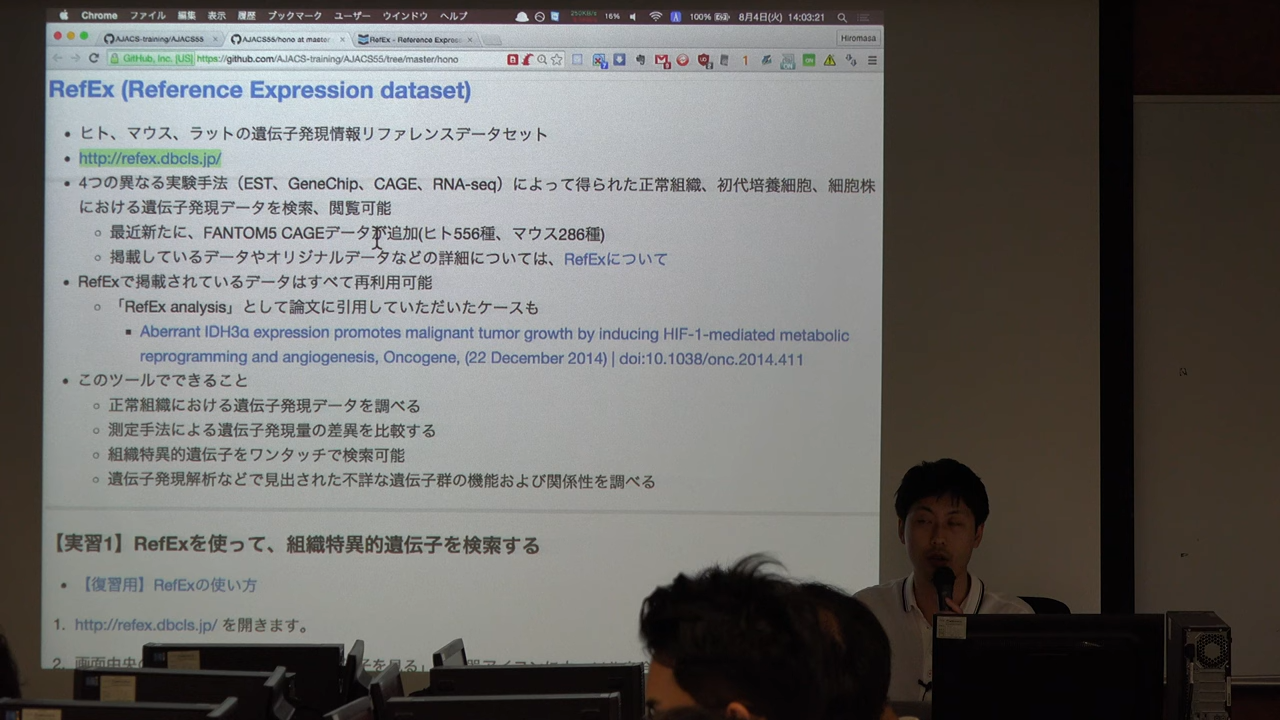 Chrome ファイル 編集 表示 履歴 ブックマーク ユーザー ウインドウ ヘルプ 16% 100% 8月4日(火) 14:03:21
AJACS-training/AJACS55 AJACS55/hono at master RefEx - Reference Express Hiromasa
GitHub, Inc. [US] https://github.com/AJACS-training/AJACS55/tree/master/hono
RefEx (Reference Expression dataset)
• ヒト、マウス、ラットの遺伝子発現情報リファレンスデータセット
• http://refex.dbcls.jp/
• 4つの異なる実験手法（EST、GeneChip、CAGE、RNA-seq）によって得られた正常組織、初代培養細胞、細胞株
における遺伝子発現データを検索、閲覧可能
◦ 最近新たに、FANTOM5 CAGEデータが追加(ヒト556種、マウス286種)
◦ 掲載しているデータやオリジナルデータなどの詳細については、RefExについて
• RefExで掲載されているデータはすべて再利用可能
◦ 「RefEx analysis」として論文に引用していただいたケースも
▪ Aberrant IDH3α expression promotes malignant tumor growth by inducing HIF-1-mediated metabolic
reprogramming and angiogenesis, Oncogene, (22 December 2014) | doi:10.1038/onc.2014.411
• このツールでできること
◦ 正常組織における遺伝子発現データを調べる
◦ 測定手法による遺伝子発現量の差異を比較する
◦ 組織特異的遺伝子をワンタッチで検索可能
◦ 遺伝子発現解析などで見出された不詳な遺伝子群の機能および関係性を調べる
【実習1】RefExを使って、組織特異的遺伝子を検索する
• 【復習用】RefExの使い方
1. http://refex.dbcls.jp/ を開きます。
2. 画面中央の